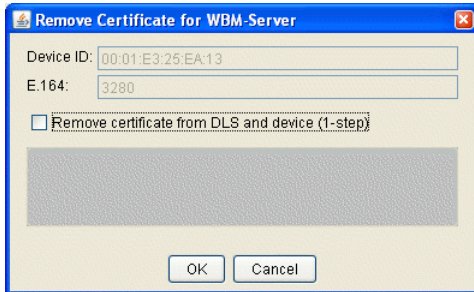 Remove Certificate for WBM-Server
Device ID: 00:01:E3:25:EA:13
E.164: 3280
Remove certificate from DLS and device (1-step)
OK Cancel